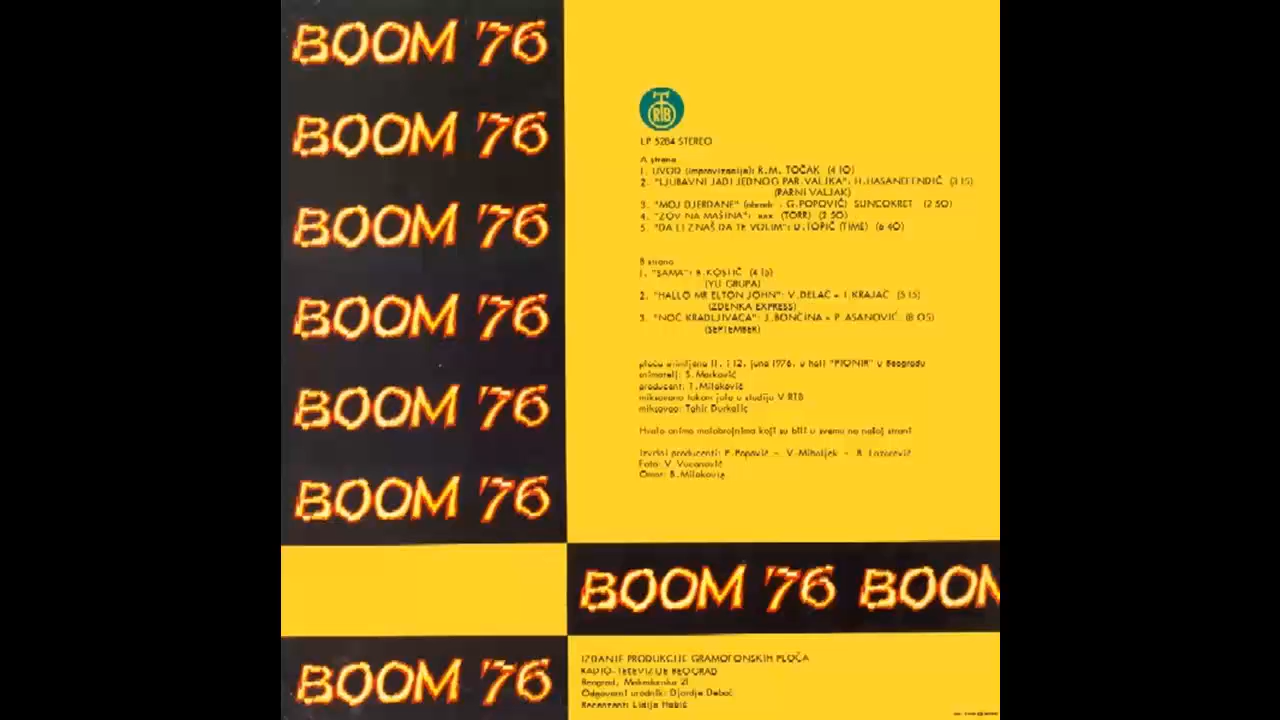 BOOM '76
BOOM '76
BOOM '76
BOOM '76
BOOM '76
BOOM '76
RTB
LP 5284 STEREO
A strana
1. UVOD (improvizacija): R.M. TOČAK (4 10)
2. "LJUBAVNI JADI JEDNOG PAR. VALJKA": H. HASANEFENDIĆ (3 15)
(PARNI VALJAK)
3. "MOJ DJERDANE" (obrada : G. POPOVIĆ) SUNCOKRET (2 50)
4. "ZOV NA MAŠINA": xxx (TORR) (2 50)
5. "DA LI ZNAŠ DA TE VOLIM": D. TOPIĆ (TIME) (6 40)
B strana
1. "SAMA": B. KOSTIĆ (4 15)
(YU GRUPA)
2. "HALLO MR ELTON JOHN": V. DELAČ - I. KRAJAČ (5 15)
(ZDENKA EXPRESS)
3. "NOĆ KRADLJIVACA": J. BONČINA - P. ASANOVIĆ (8 05)
(SEPTEMBER)
ploča snimljena 11. i 12. juna 1976. u hali "PIONIR" u Beogradu
snimatelj: S. Marković
producent: T. Miloković
miksovano tokom jula u studiju V RTB
miksovao: Tahir Durkalić
Hvala onima malobrojnima koji su bili u svemu na našoj strani
Izvršni producenti: P. Popović - V. Mihaljek - B. Lazarević
Foto: V. Vucanović
Omot: B. Miloković
BOOM '76 BOOM
BOOM '76
IZDANJE PRODUKCIJE GRAMOFONSKIH PLOČA
RADIO-TELEVIZIJE BEOGRAD
Beograd, Makedonska 21
Odgovorni urednik: Djordje Debač
Recenzent: Lidija Habić